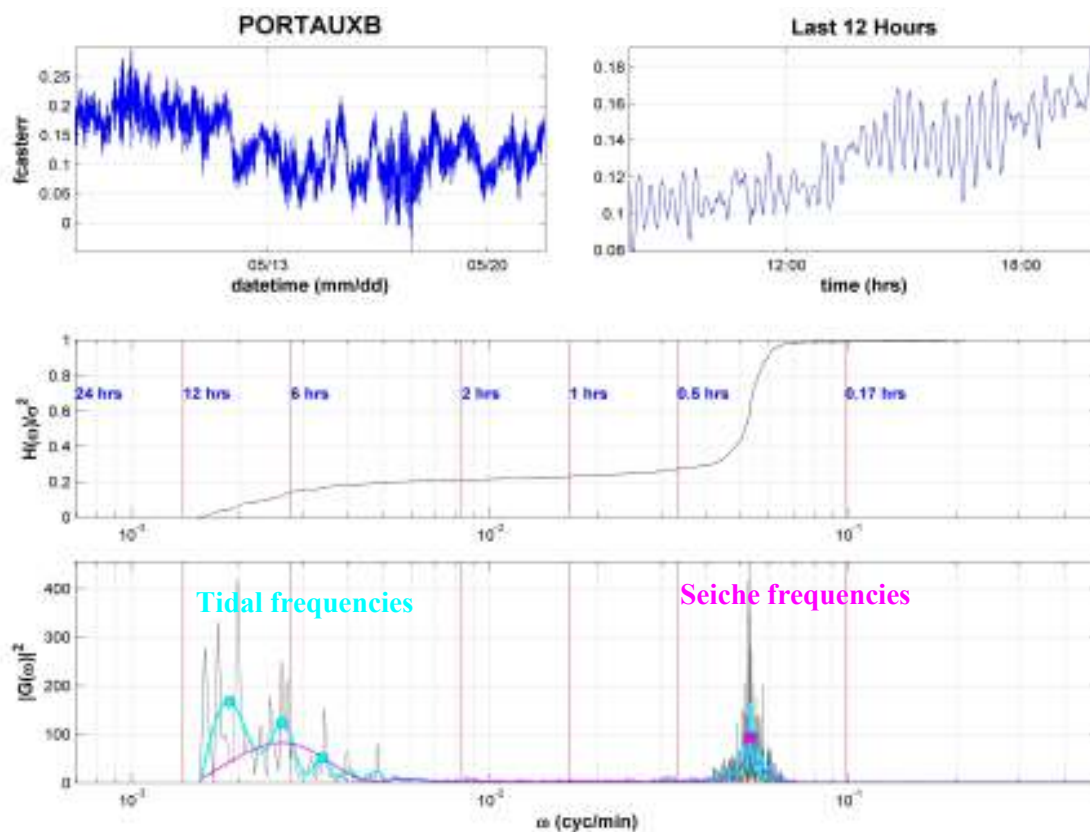 PORTAUXB
Last 12 Hours
fcasterr
0.25
0.2
0.15
0.1
0.05
0
05/13
05/20
datetime (mm/dd)
0.18
0.16
0.14
0.12
0.1
0.08
12:00
18:00
time (hrs)
H(ω)/σ²
1
0.8
0.6
0.4
0.2
0
24 hrs
12 hrs
6 hrs
2 hrs
1 hrs
0.5 hrs
0.17 hrs
10⁻³
10⁻²
10⁻¹
|Gi(ω)|²
400
300
200
100
0
Tidal frequencies
Seiche frequencies
10⁻³
10⁻²
10⁻¹
ω (cyc/min)